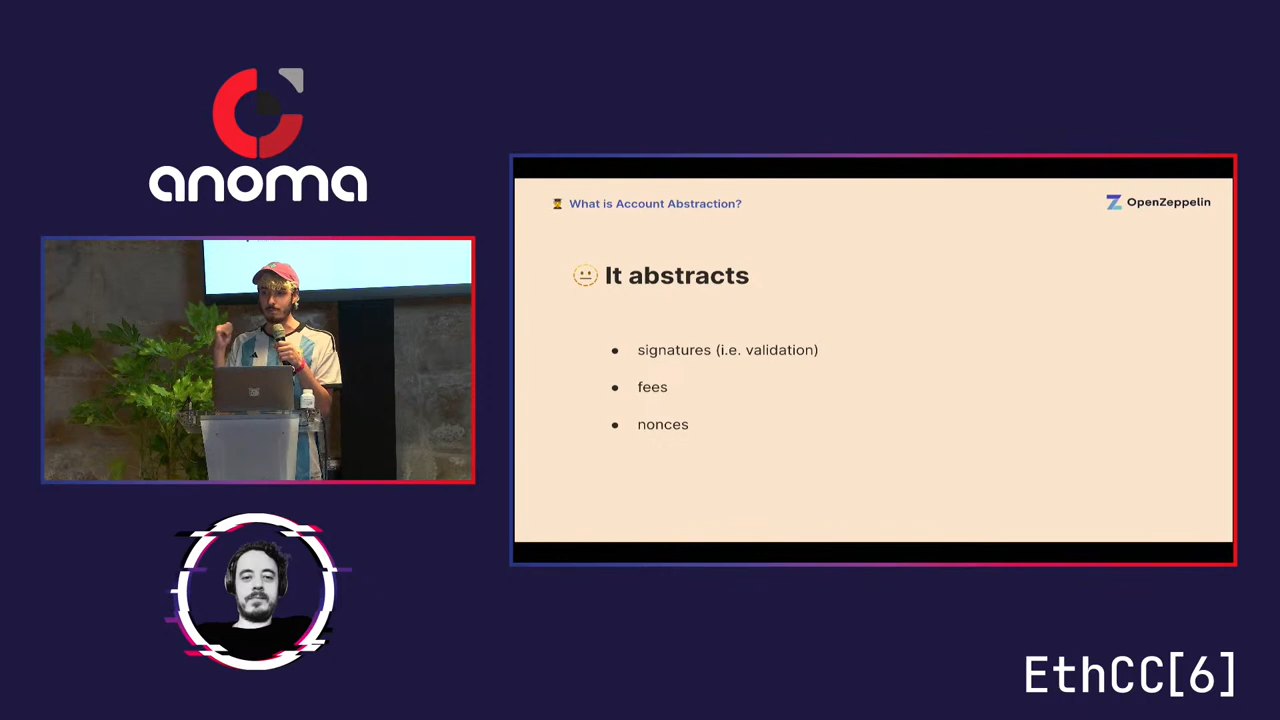 anoma
What is Account Abstraction?
OpenZeppelin
It abstracts
signatures (i.e. validation)
fees
nonces
EthCC[6]